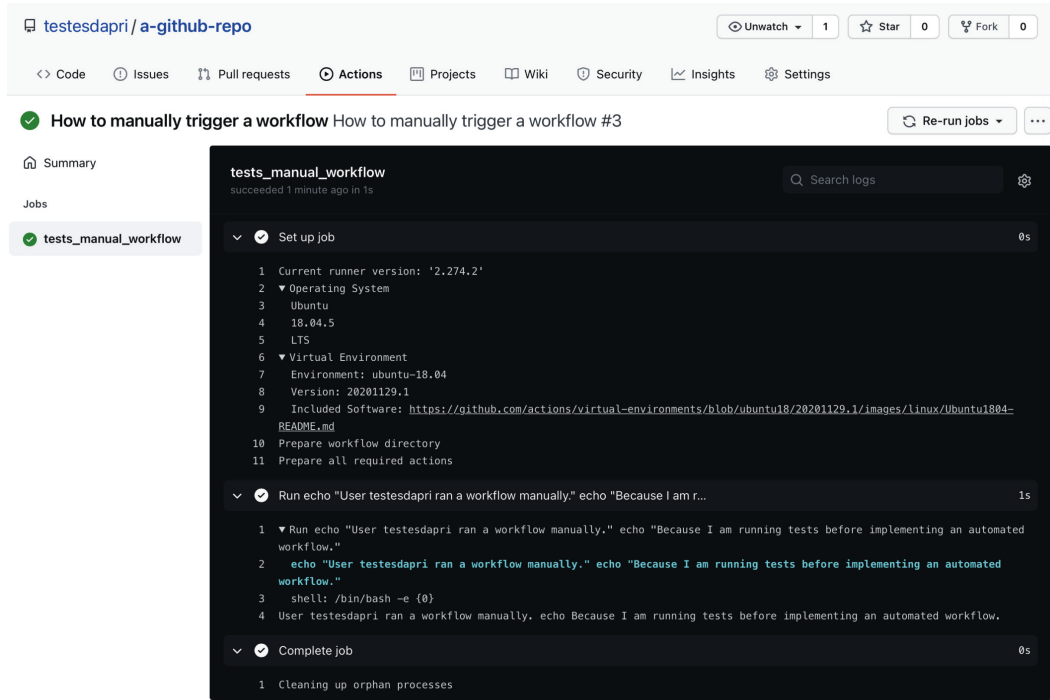 testesdapri / a-github-repo
Unwatch 1 Star 0 Fork 0
<> Code Issues Pull requests Actions Projects Wiki Security Insights Settings
How to manually trigger a workflow How to manually trigger a workflow #3
Re-run jobs ...
Summary
Jobs
tests_manual_workflow
tests_manual_workflow
succeeded 1 minute ago in 1s
Search logs
Set up job 0s
1 Current runner version: '2.274.2'
2 ▼ Operating System
3 Ubuntu
4 18.04.5
5 LTS
6 ▼ Virtual Environment
7 Environment: ubuntu-18.04
8 Version: 20201129.1
9 Included Software: https://github.com/actions/virtual-environments/blob/ubuntu18/20201129.1/images/linux/Ubuntu1804-
README.md
10 Prepare workflow directory
11 Prepare all required actions
Run echo "User testesdapri ran a workflow manually." echo "Because I am r... 1s
1 ▼ Run echo "User testesdapri ran a workflow manually." echo "Because I am running tests before implementing an automated
workflow."
2 echo "User testesdapri ran a workflow manually." echo "Because I am running tests before implementing an automated
workflow."
3 shell: /bin/bash -e {0}
4 User testesdapri ran a workflow manually. echo Because I am running tests before implementing an automated workflow.
Complete job 0s
1 Cleaning up orphan processes